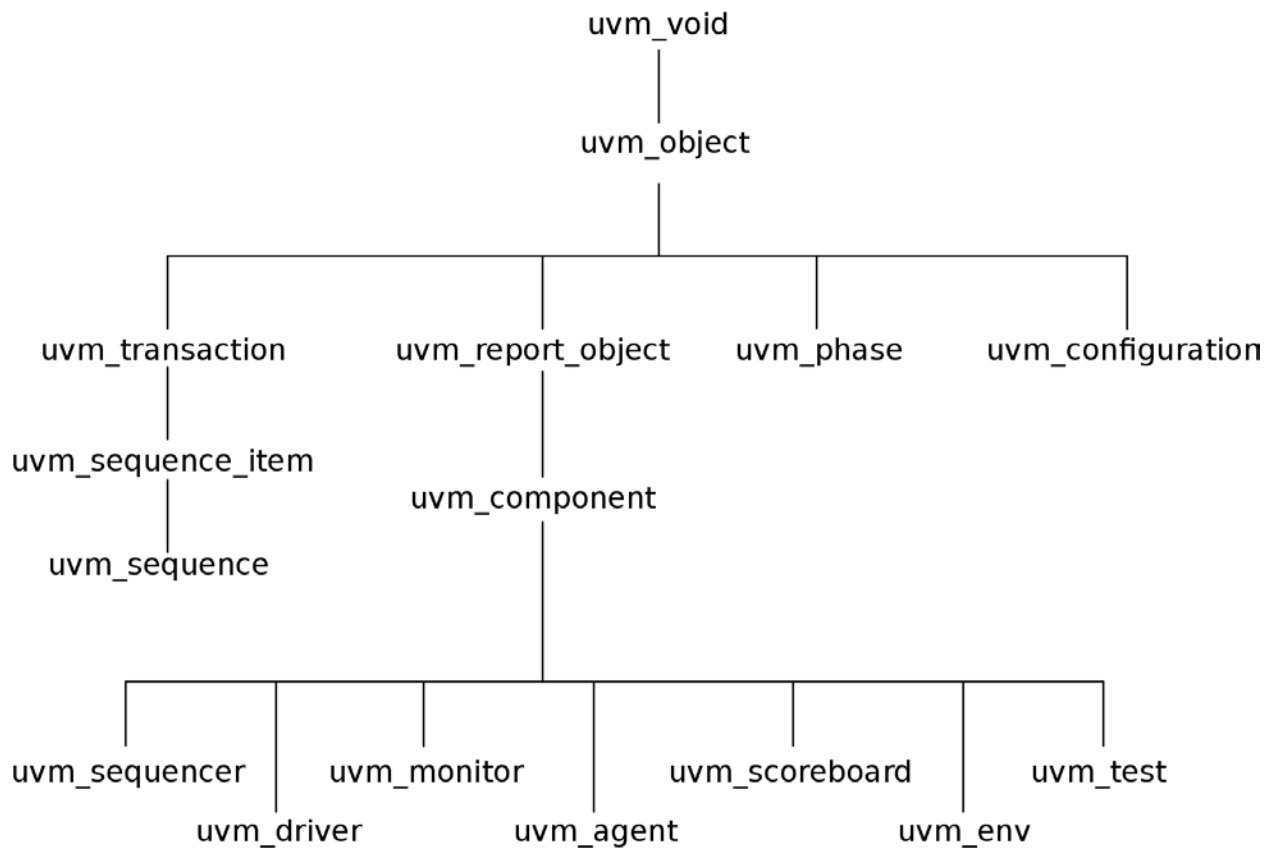 uvm_void
uvm_object
uvm_transaction uvm_report_object uvm_phase uvm_configuration
uvm_sequence_item
uvm_component
uvm_sequence
uvm_sequencer uvm_monitor uvm_scoreboard uvm_test
uvm_driver uvm_agent uvm_env